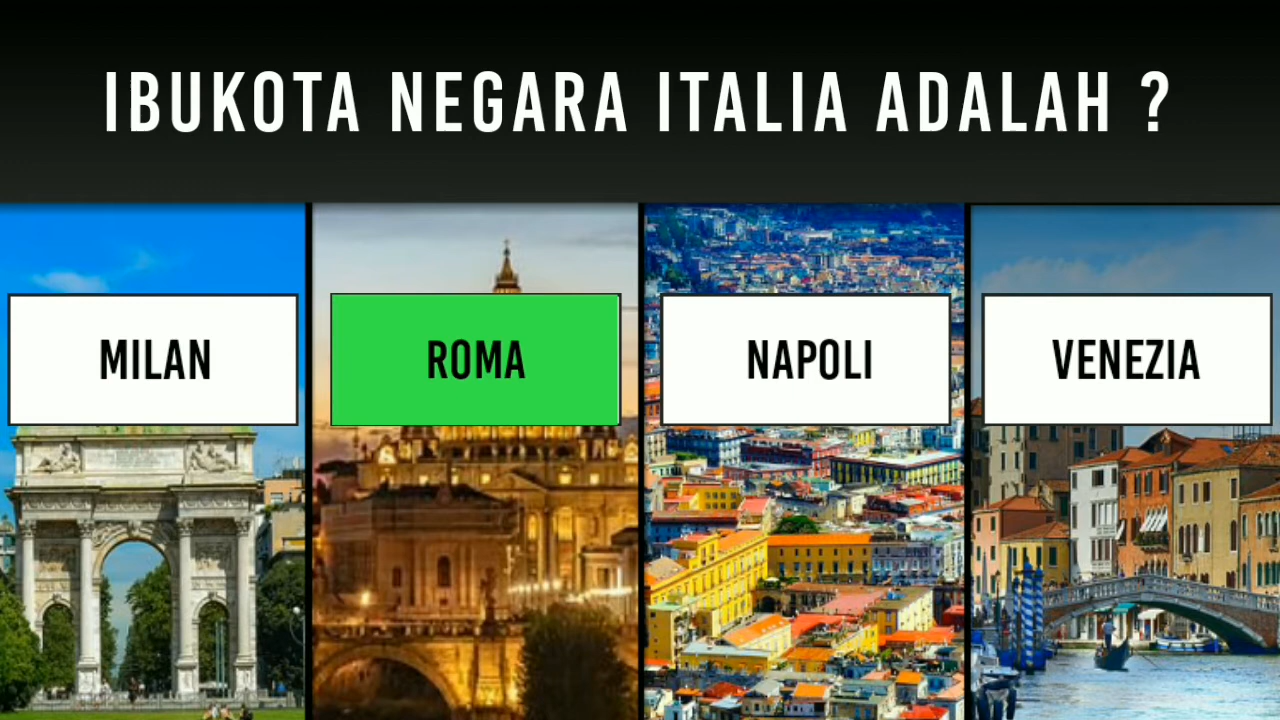 IBUKOTA NEGARA ITALIA ADALAH ?
MILAN
ROMA
NAPOLI
VENEZIA